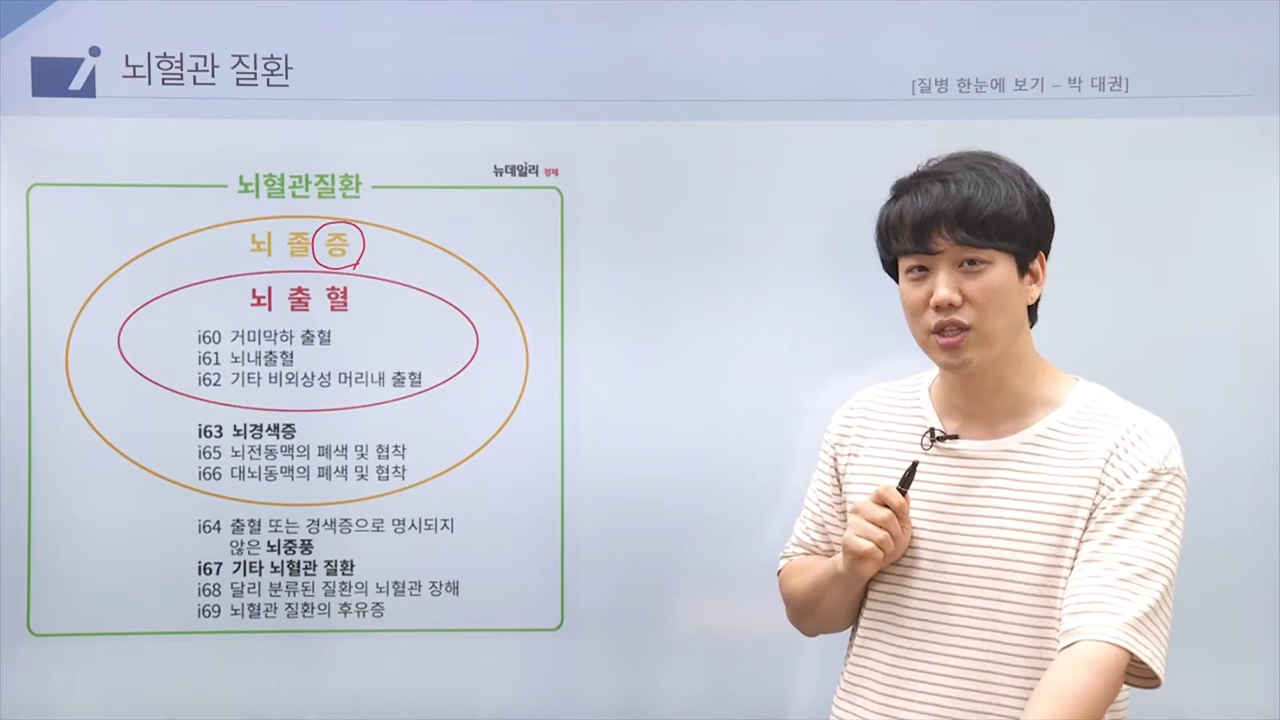 뇌혈관 질환
[질병 한눈에 보기 – 박 대권]
뉴데일리 경제
뇌혈관질환
뇌 졸 증
뇌 출 혈
i60 거미막하 출혈
i61 뇌내출혈
i62 기타 비외상성 머리내 출혈
i63 뇌경색증
i65 뇌전동맥의 폐색 및 협착
i66 대뇌동맥의 폐색 및 협착
i64 출혈 또는 경색증으로 명시되지
않은 뇌중풍
i67 기타 뇌혈관 질환
i68 달리 분류된 질환의 뇌혈관 장해
i69 뇌혈관 질환의 후유증